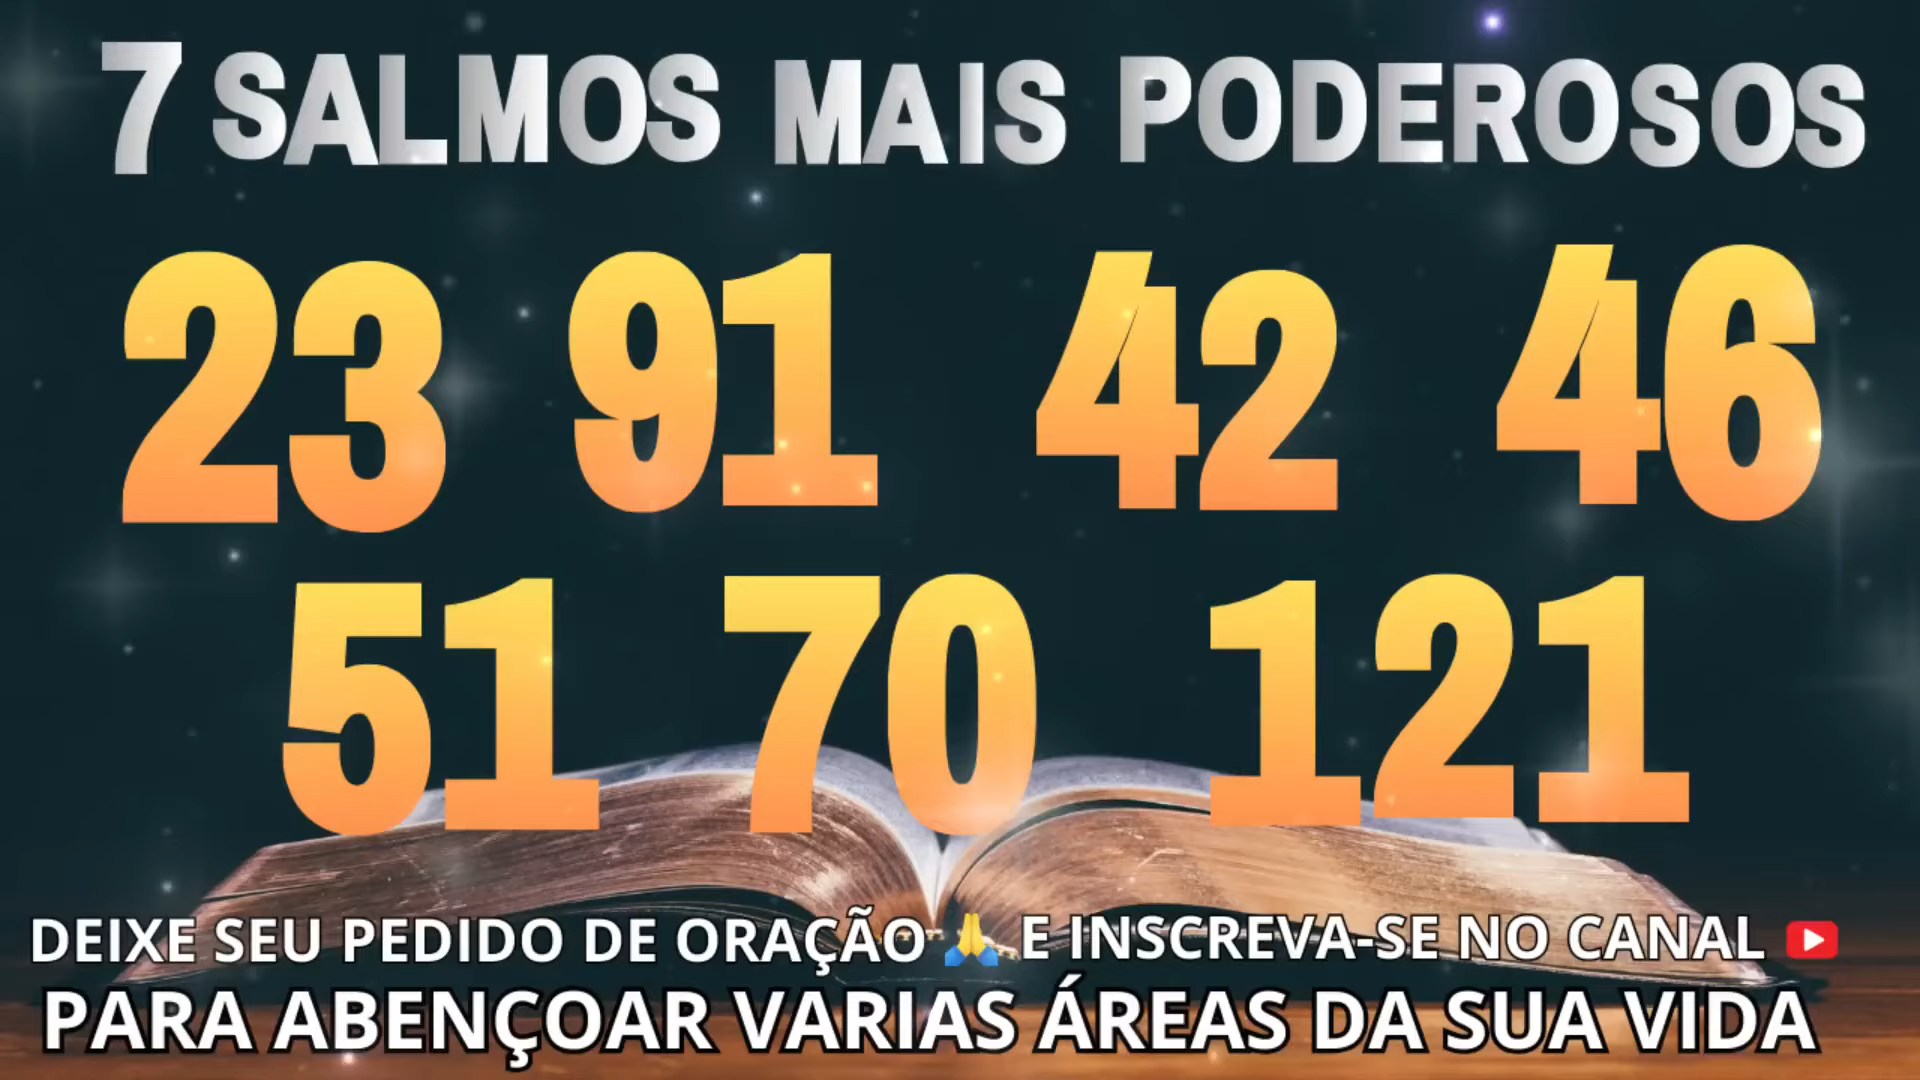 7 SALMOS MAIS PODEROSOS
23 91 42 46
51 70 121
DEIXE SEU PEDIDO DE ORAÇÃO 🙏 E INSCREVA-SE NO CANAL
PARA ABENÇOAR VARIAS ÁREAS DA SUA VIDA